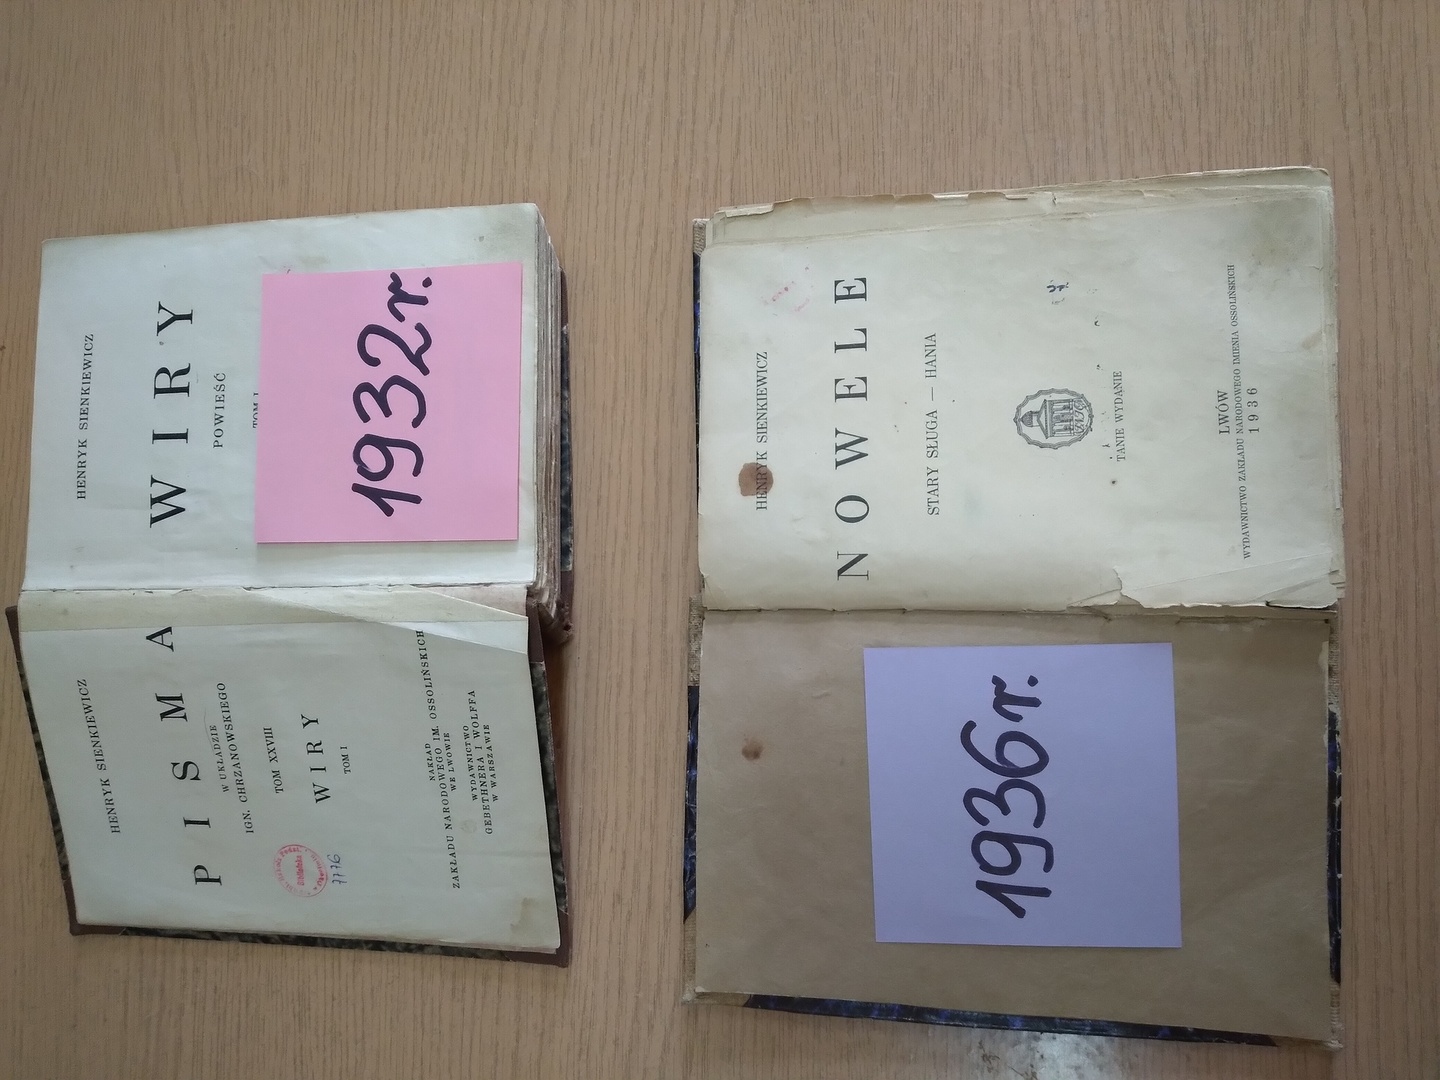 HENRYK SIENKIEWICZ
PISMA
W UKŁADZIE
IGN. CHRZANOWSKIEGO
TOM XXVIII
WIRY
TOM I
7776
NAKŁAD
ZAKŁADU NARODOWEGO IM. OSSOLIŃSKICH
WE LWOWIE
WYDAWNICTWO
GEBETHNERA I WOLFFA
W WARSZAWIE
HENRYK SIENKIEWICZ
WIRY
POWIEŚĆ
TOM I
1932r.
1936r.
HENRYK SIENKIEWICZ
NOWELE
STARY SŁUGA — HANIA
TANIE WYDANIE
LWÓW
WYDAWNICTWO ZAKŁADU NARODOWEGO IMIENIA OSSOLIŃSKICH
1936